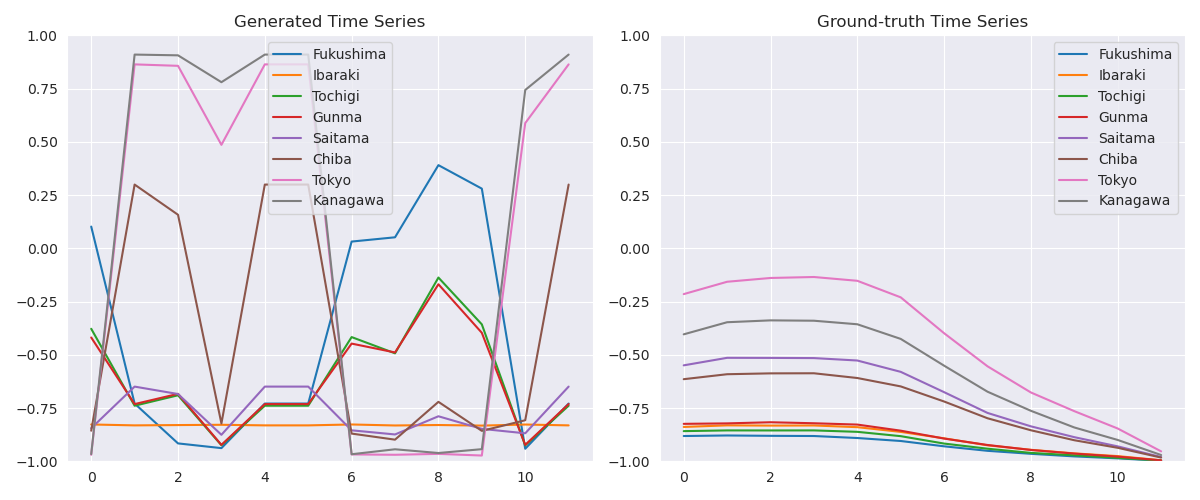 Generated Time Series
1.00
0.75
0.50
0.25
0.00
−0.25
−0.50
−0.75
−1.00
0 2 4 6 8 10
Fukushima
Ibaraki
Tochigi
Gunma
Saitama
Chiba
Tokyo
Kanagawa
Ground-truth Time Series
1.00
0.75
0.50
0.25
0.00
−0.25
−0.50
−0.75
−1.00
0 2 4 6 8 10
Fukushima
Ibaraki
Tochigi
Gunma
Saitama
Chiba
Tokyo
Kanagawa